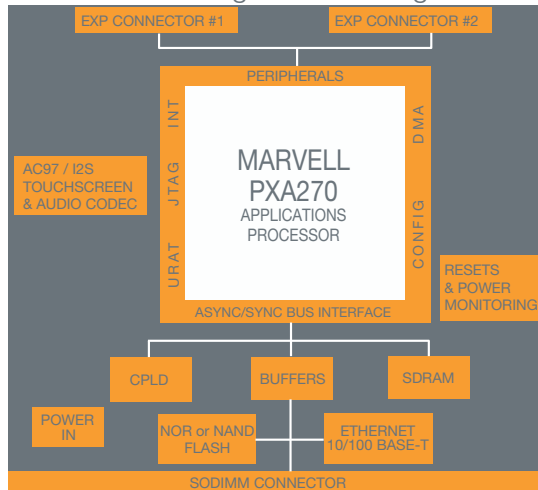 EXP CONNECTOR #1
EXP CONNECTOR #2
PERIPHERALS
INT
DMA
MARVELL
PXA270
APPLICATIONS
PROCESSOR
AC97 / I2S
TOUCHSCREEN
& AUDIO CODEC
JTAG
CONFIG
URAT
RESETS
& POWER
MONITORING
ASYNC/SYNC BUS INTERFACE
CPLD
BUFFERS
SDRAM
POWER
IN
NOR or NAND
FLASH
ETHERNET
10/100 BASE-T
SODIMM CONNECTOR